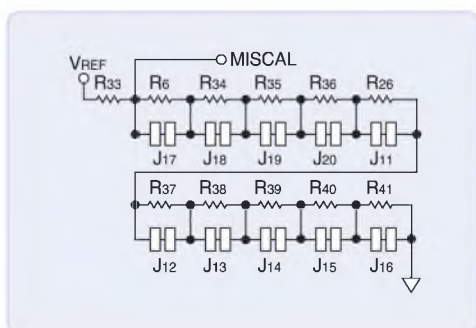 MISCAL
VREF
R33 R6 R34 R35 R36 R26
J17 J18 J19 J20 J11
R37 R38 R39 R40 R41
J12 J13 J14 J15 J16